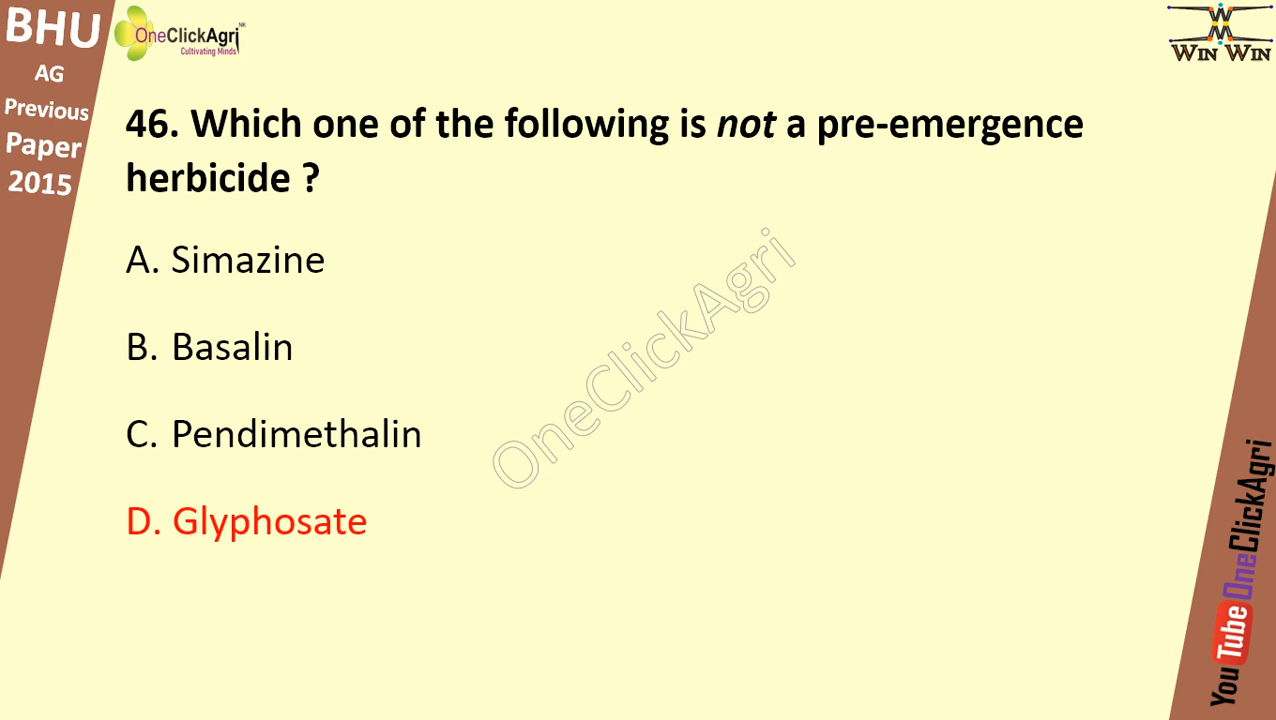 BHU
AG
Previous
Paper
2015
OneClickAgri NK
Cultivating Minds
WIN WIN
46. Which one of the following is not a pre-emergence
herbicide ?
A. Simazine
B. Basalin
C. Pendimethalin
D. Glyphosate
OneClickAgri
YouTube OneClickAgri